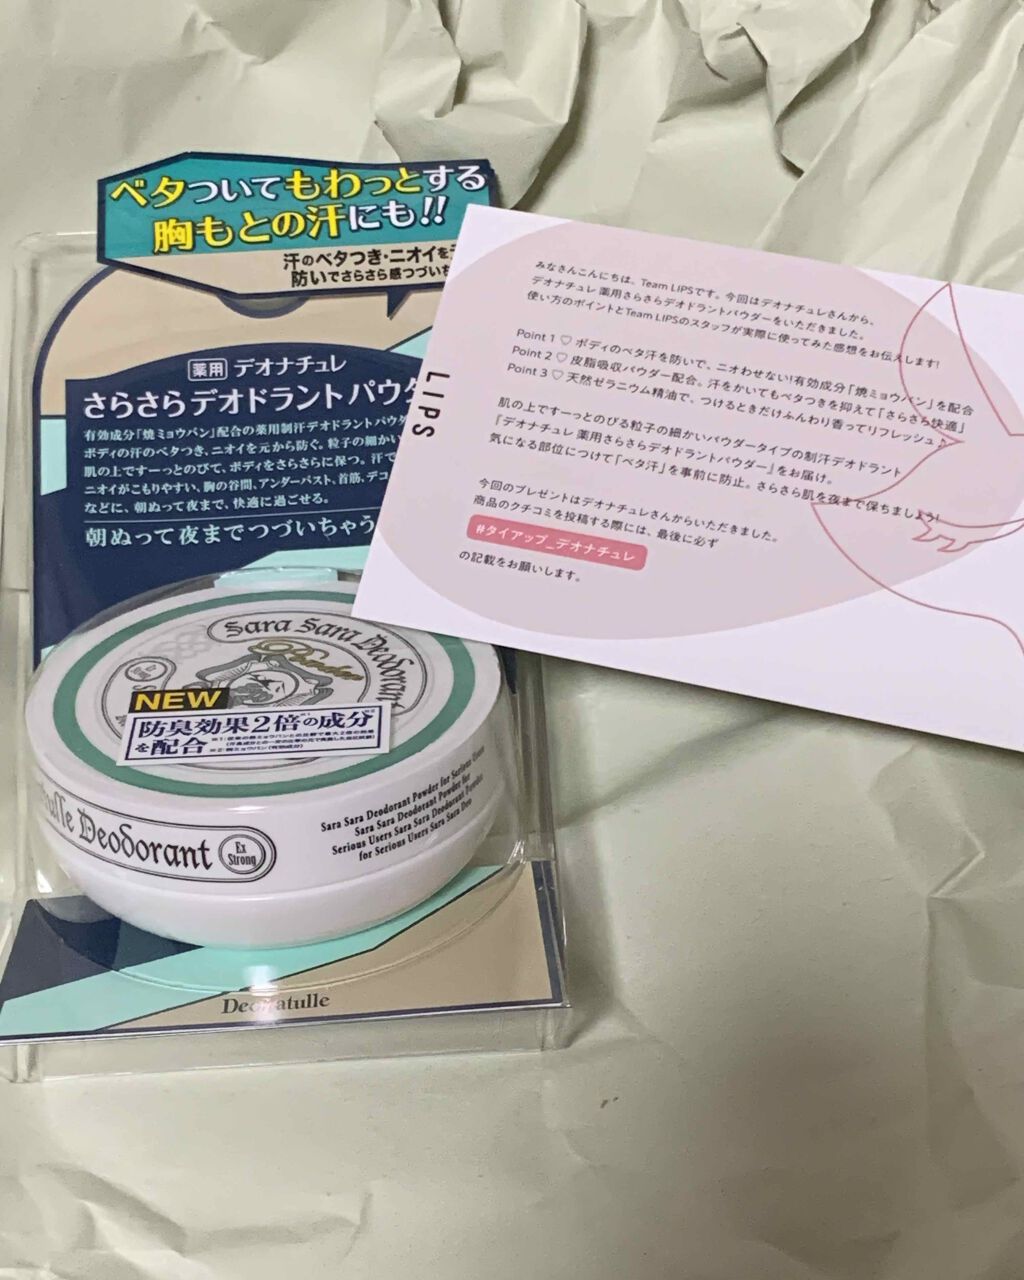 ベタついてもわっとする
胸もとの汗にも!!
汗のベタつき・ニオイを
防いでさらさら感つづい
薬用 デオナチュレ
さらさらデオドラントパウダ
有効成分「焼ミョウバン」配合の薬用制汗デオドラントパウダ
ボディの汗のベタつき、ニオイを元から防ぐ。粒子の細かい
肌の上ですーっとのびて、ボディをさらさらに保つ。汗で
ニオイがこもりやすい、胸の谷間、アンダーバスト、首筋、デコ
などに、朝ぬって夜まで、快適に過ごせる。
朝ぬって夜までつづいちゃう
Sara Sara Deodorant
Powder
NEW
防臭効果2倍の成分
を配合
tulle Deodorant
Ex
Strong
Sara Sara Deodorant Powder for Serious Users
Sara Sara Deodorant Powder for
Serious Users Sara Sara Deodorant Powder
for Serious Users Sara Sara Deo
Deonatulle
LIPS
みなさんこんにちは、Team LIPSです。今回はデオナチュレさんから、
デオナチュレ 薬用さらさらデオドラントパウダーをいただきました。
使い方のポイントとTeam LIPSのスタッフが実際に使ってみた感想をお伝えします!
Point 1 ♡ ボディのベタ汗を防いで、ニオわせない!有効成分「焼ミョウバン」を配合
Point 2 ♡ 皮脂吸収パウダー配合。汗をかいてもベタつきを抑えて「さらさら快適」
Point 3 ♡ 天然ゼラニウム精油で、つけるときだけふんわり香ってリフレッシュ♪
肌の上ですーっとのびる粒子の細かいパウダータイプの制汗デオドラント
『デオナチュレ 薬用さらさらデオドラントパウダー』をお届け。
気になる部位につけて「ベタ汗」を事前に防止。さらさら肌を夜まで保ちましょう!
今回のプレゼントはデオナチュレさんからいただきました。
商品のクチコミを投稿する際には、最後に必ず
#タイアップ_デオナチュレ
の記載をお願いします。